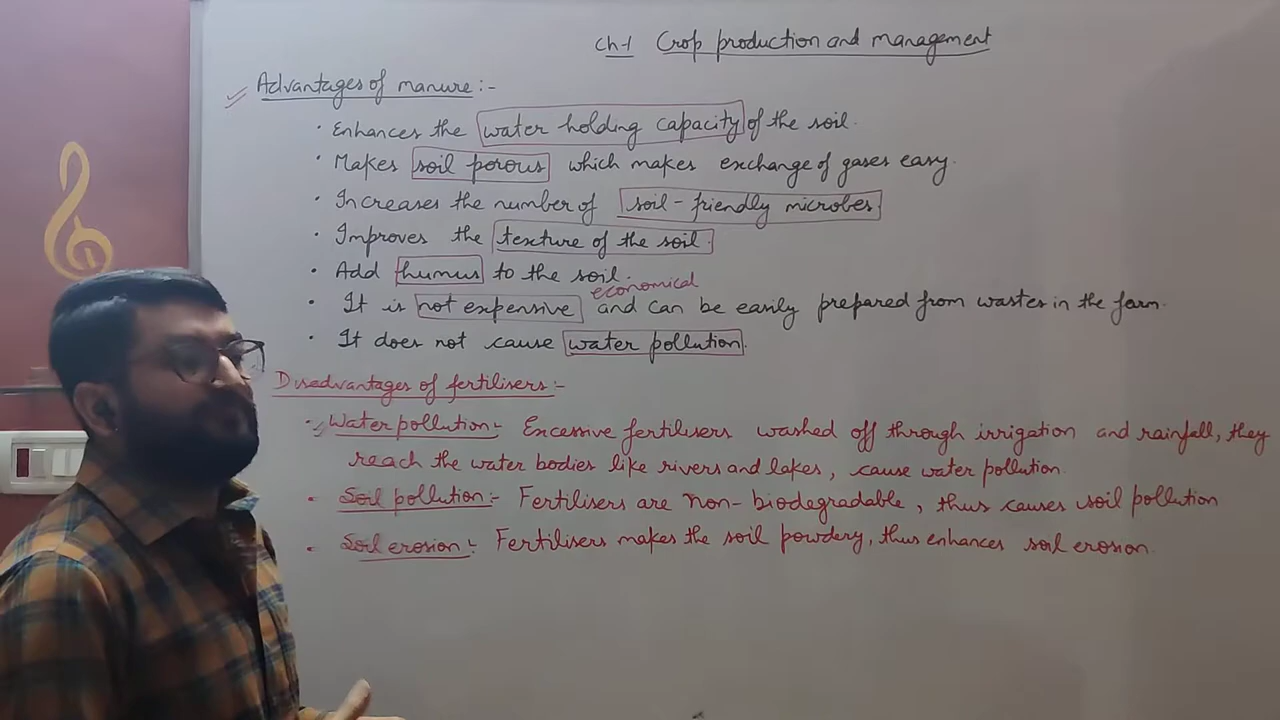 Ch-1 Crop production and management
Advantages of manure :-
· Enhances the water holding capacity of the soil.
· Makes soil porous which makes exchange of gases easy.
· Increases the number of soil-friendly microbes
· Improves the texture of the soil.
· Add humus to the soil.
economical
· It is not expensive and can be easily prepared from wastes in the farm.
· It does not cause water pollution.
Disadvantages of fertilisers :-
· Water pollution :- Excessive fertilisers washed off through irrigation and rainfall, they
reach the water bodies like rivers and lakes, cause water pollution.
· Soil pollution :- Fertilisers are non-biodegradable, thus causes soil pollution
· Soil erosion :- Fertilisers makes the soil powdery, thus enhances soil erosion.